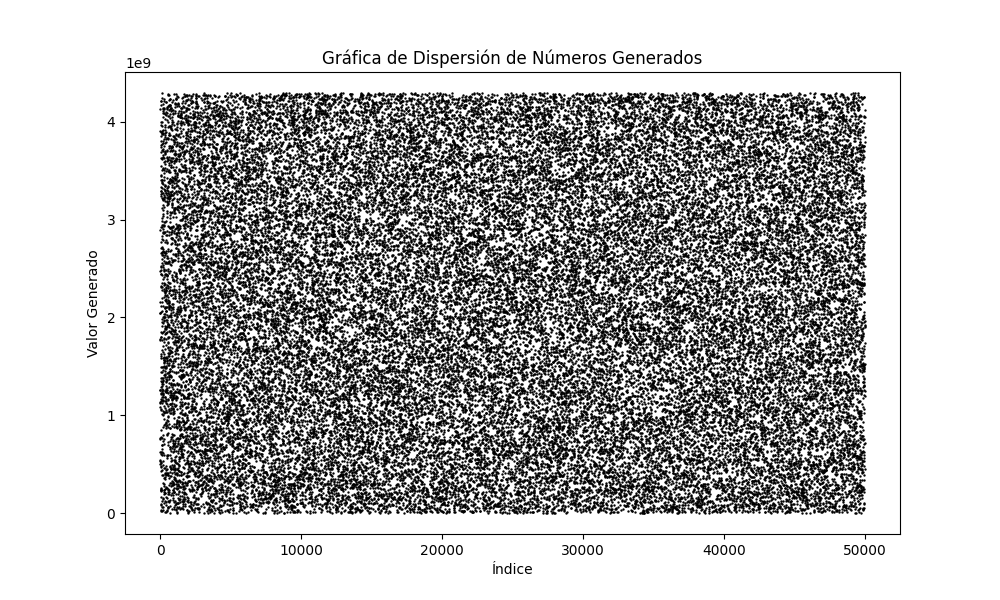 Gráfica de Dispersión de Números Generados
1e9
4
3
2
1
0
Valor Generado
0 10000 20000 30000 40000 50000
Índice